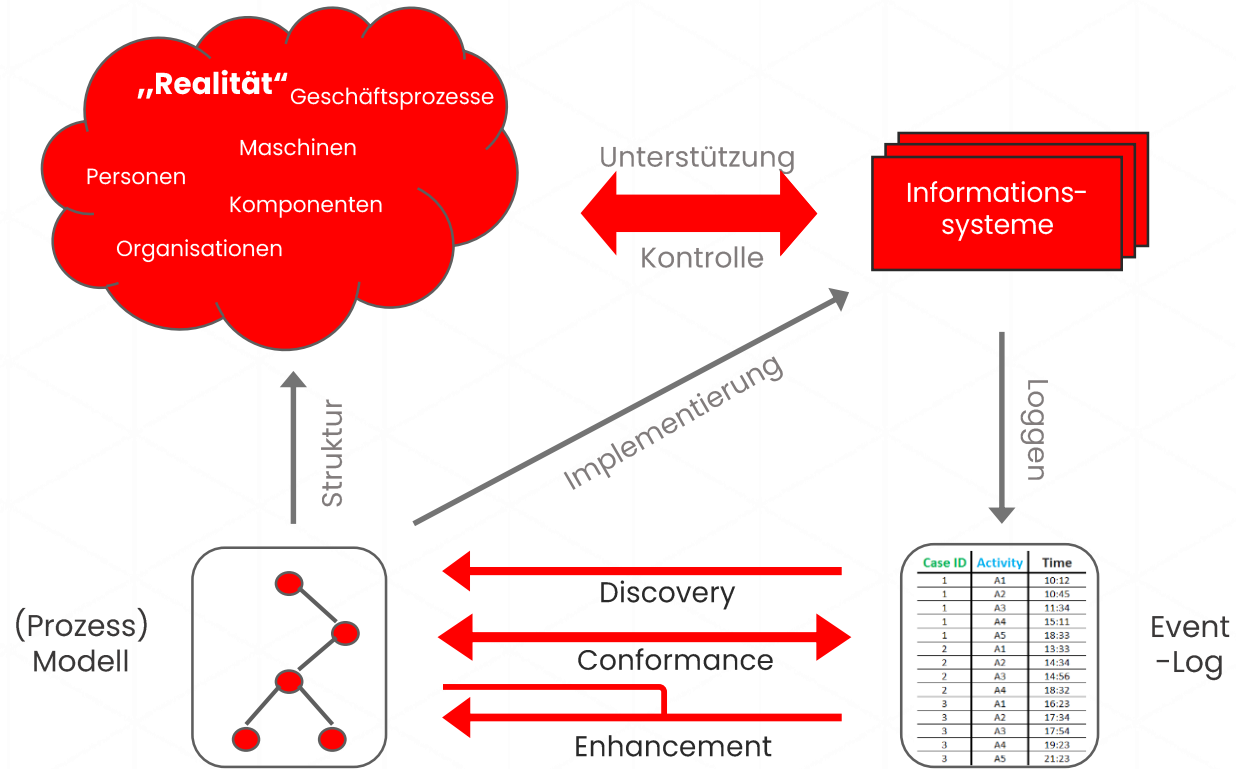 ,,Realität“
Geschäftsprozesse
Maschinen
Personen
Komponenten
Organisationen
Unterstützung
Kontrolle
Informations-
systeme
Struktur
Implementierung
Loggen
(Prozess)
Modell
Discovery
Conformance
Enhancement
Case ID Activity Time
1 A1 10:12
1 A2 10:45
1 A3 11:34
1 A4 15:11
1 A5 18:33
2 A1 13:33
2 A2 14:34
2 A3 14:56
2 A4 18:32
3 A1 16:23
3 A2 17:34
3 A3 17:54
3 A4 19:23
3 A5 21:23
Event
-Log